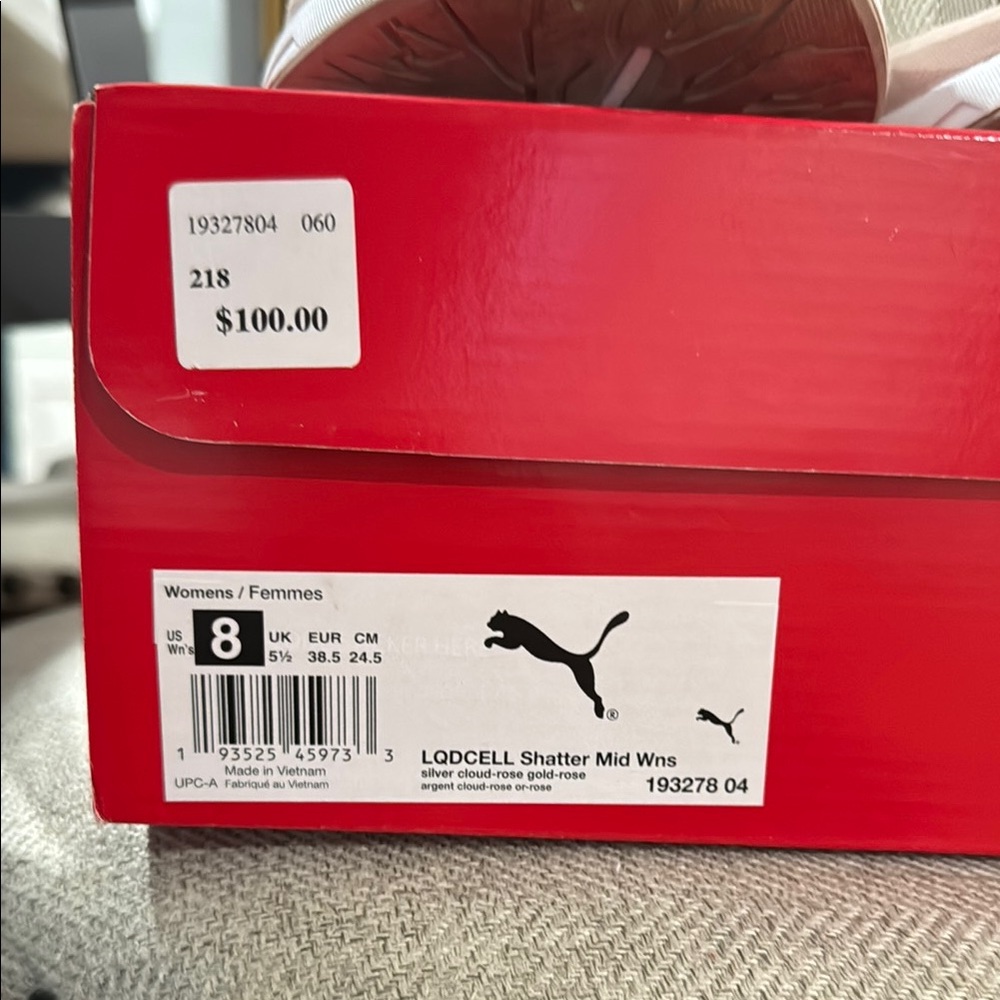 19327804 060
218
$100.00
Womens / Femmes
US Wn's 8
UK EUR CM
5½ 38.5 24.5
1 93525 45973 3
Made in Vietnam
UPC-A Fabriqué au Vietnam
®
LQDCELL Shatter Mid Wns
silver cloud-rose gold-rose
argent cloud-rose or-rose
193278 04